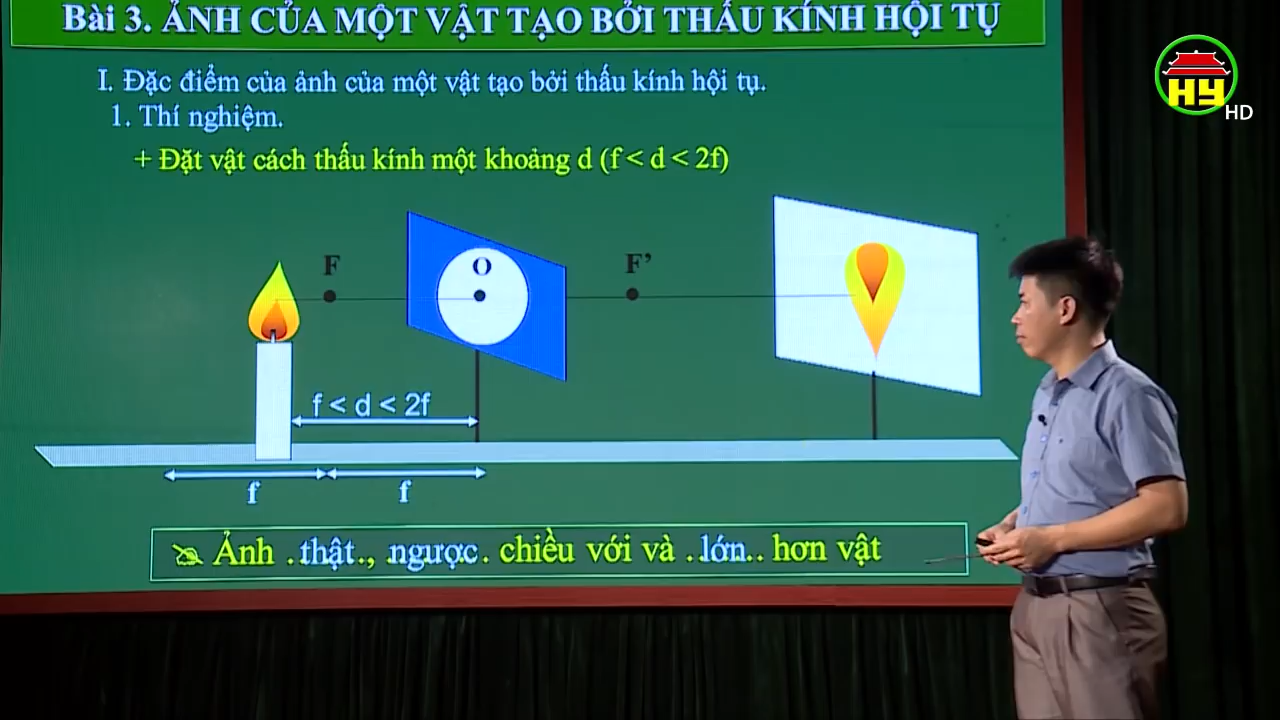 Bài 3. ẢNH CỦA MỘT VẬT TẠO BỞI THẤU KÍNH HỘI TỤ
HY
HD
I. Đặc điểm của ảnh của một vật tạo bởi thấu kính hội tụ.
1. Thí nghiệm.
+ Đặt vật cách thấu kính một khoảng d (f < d < 2f)
F
O
F’
f < d < 2f
f
f
Ảnh .thật., .ngược. chiều với và ..lớn.. hơn vật